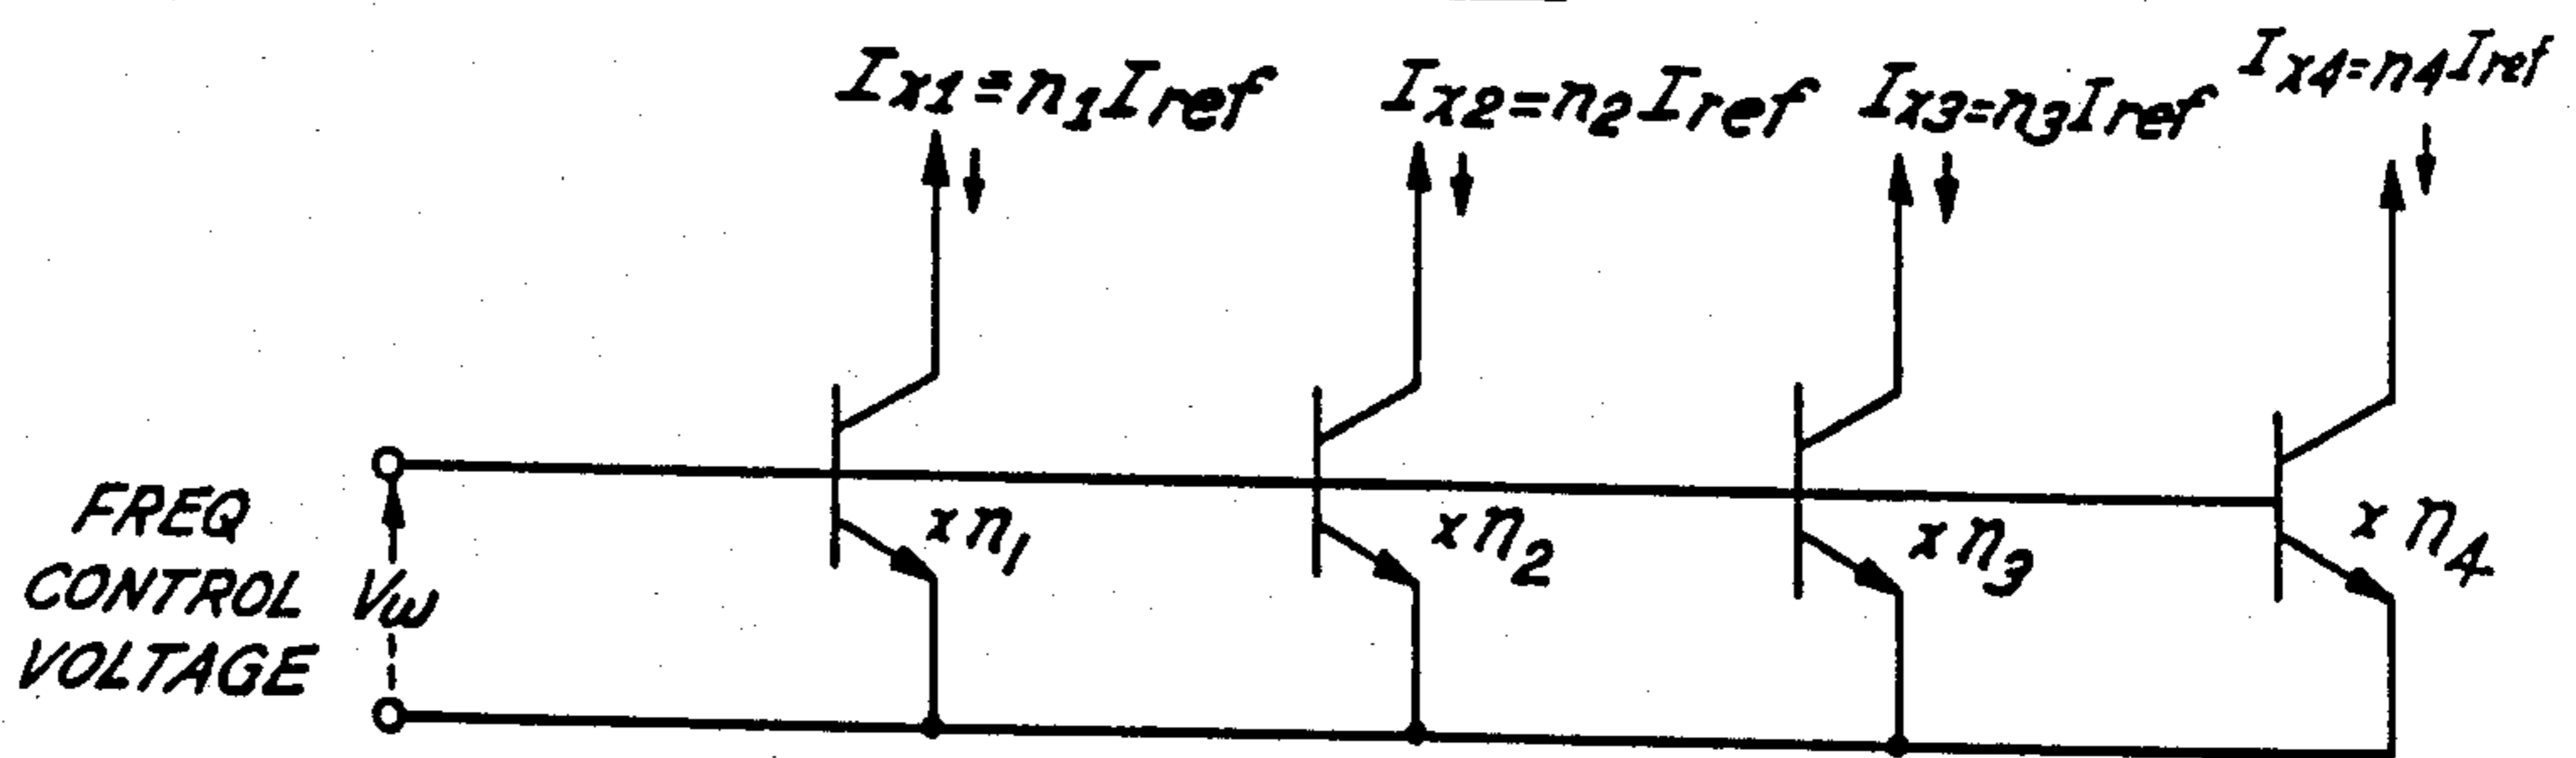 Ix1=n1Iref
Ix2=n2Iref
Ix3=n3Iref
Ix4=n4Iref
FREQ
CONTROL
VOLTAGE
Vω
xn1
xn2
xn3
xn4